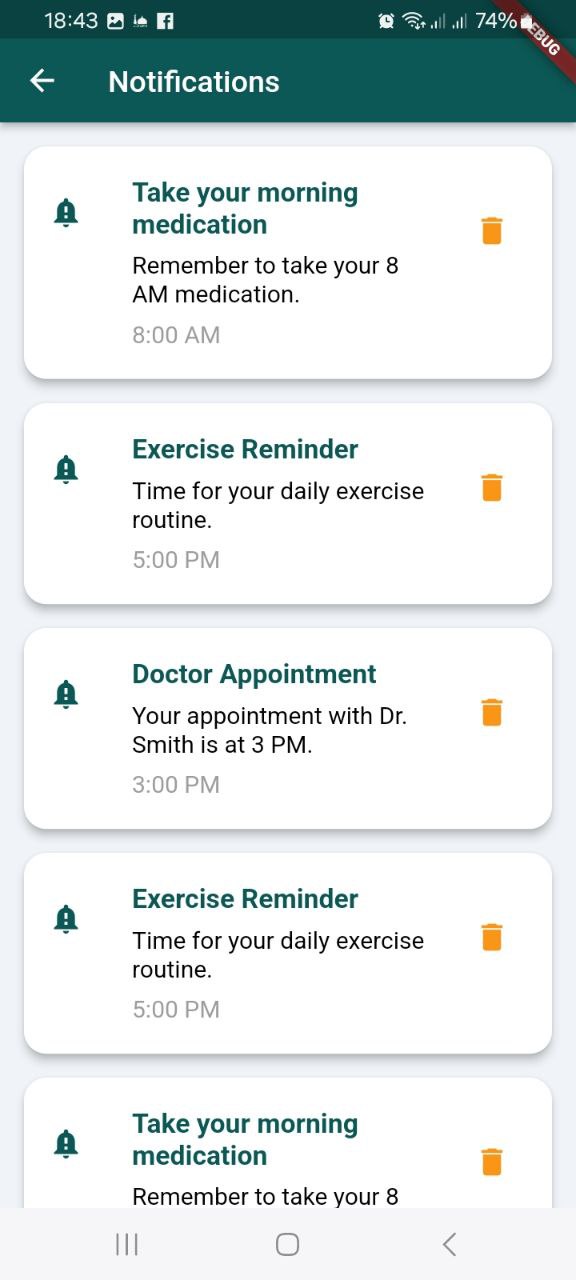 18:43
74%
EBUG
Notifications
Take your morning
medication
Remember to take your 8
AM medication.
8:00 AM
Exercise Reminder
Time for your daily exercise
routine.
5:00 PM
Doctor Appointment
Your appointment with Dr.
Smith is at 3 PM.
3:00 PM
Exercise Reminder
Time for your daily exercise
routine.
5:00 PM
Take your morning
medication
Remember to take your 8